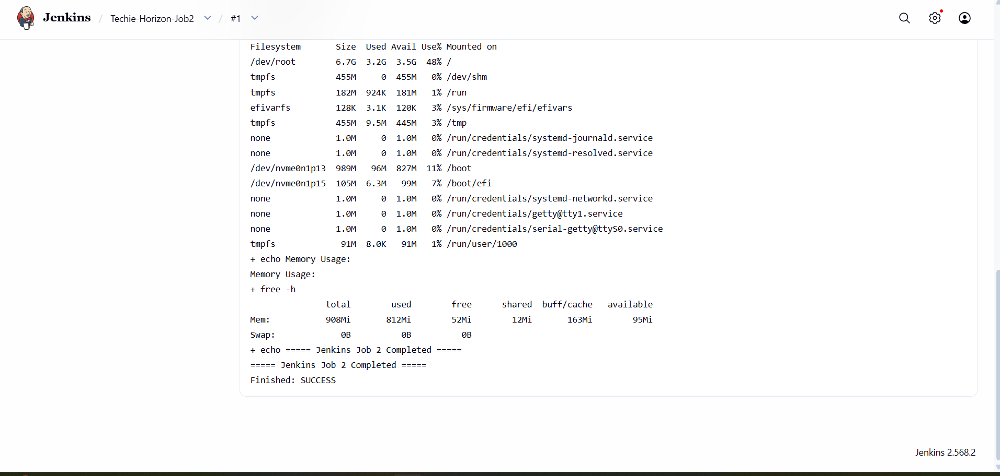 Jenkins / Techie-Horizon-Job2 / #1
Filesystem       Size  Used Avail Use% Mounted on
/dev/root        6.7G  3.2G  3.5G  48% /
tmpfs            455M     0  455M   0% /dev/shm
tmpfs            182M  924K  181M   1% /run
efivarfs         128K  3.1K  120K   3% /sys/firmware/efi/efivars
tmpfs            455M  9.5M  445M   3% /tmp
none             1.0M     0  1.0M   0% /run/credentials/systemd-journald.service
none             1.0M     0  1.0M   0% /run/credentials/systemd-resolved.service
/dev/nvme0n1p13  989M   96M  827M  11% /boot
/dev/nvme0n1p15  105M  6.3M   99M   7% /boot/efi
none             1.0M     0  1.0M   0% /run/credentials/systemd-networkd.service
none             1.0M     0  1.0M   0% /run/credentials/getty@tty1.service
none             1.0M     0  1.0M   0% /run/credentials/serial-getty@ttyS0.service
tmpfs             91M  8.0K   91M   1% /run/user/1000
+ echo Memory Usage:
Memory Usage:
+ free -h
               total        used        free      shared  buff/cache   available
Mem:           908Mi       812Mi        52Mi        12Mi       163Mi        95Mi
Swap:             0B          0B          0B
+ echo ===== Jenkins Job 2 Completed =====
===== Jenkins Job 2 Completed =====
Finished: SUCCESS
Jenkins 2.568.2